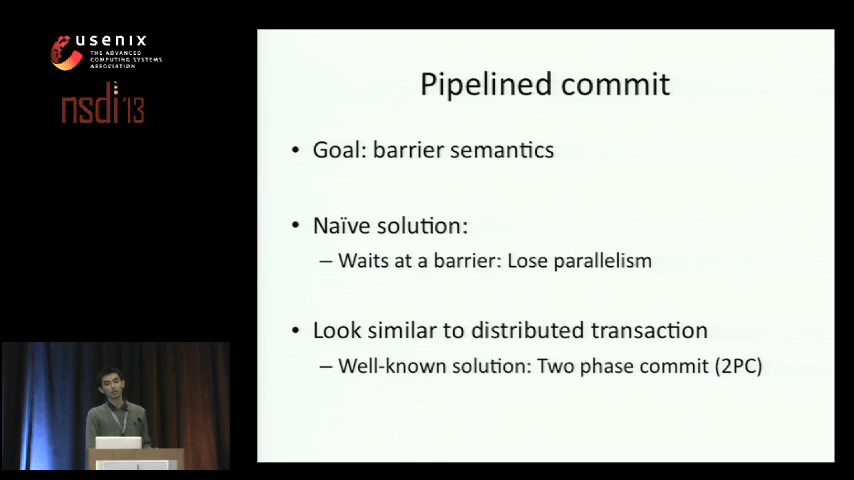 usenix
THE ADVANCED
COMPUTING SYSTEMS
ASSOCIATION
nsdi '13
Pipelined commit
• Goal: barrier semantics
• Naïve solution:
– Waits at a barrier: Lose parallelism
• Look similar to distributed transaction
– Well-known solution: Two phase commit (2PC)